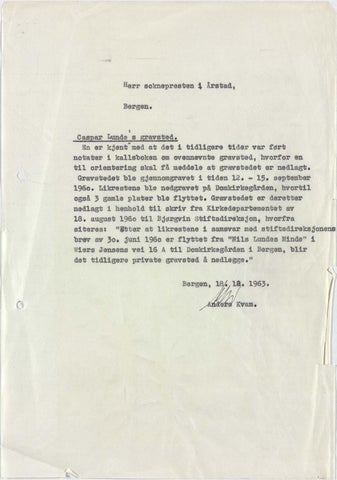 Herr soknepresten i Årstad,
Bergen.
Caspar Lunde's gravsted.
En er kjent med at det i tidligere tider var ført
notater i kallsboken om ovennevnte gravsted, hvorfor en
til orientering skal få meddele at gravstedet er nedlagt.
Gravstedet ble gjennomgravet i tiden 12. - 15. september
1960. Likrestene ble nedgravet på Domkirkegården, hvortil
også 3 gamle plater ble flyttet. Gravstedet er deretter
nedlagt i henhold til skriv fra Kirkedepartementet av
18. august 1960 til Bjørgvin Stiftsdireksjon, hvorfra
siteres: "Etter at likrestene i samsvar med stiftsdireksjonens
brev av 30. juni 1960 er flyttet fra "Nils Lundes Minde" i
Wiers Jensens vei 16 A til Domkirkegården i Bergen, blir
det tidligere private gravsted å nedlegge."
Bergen, 18. 12. 1963.
Anders Kvam.